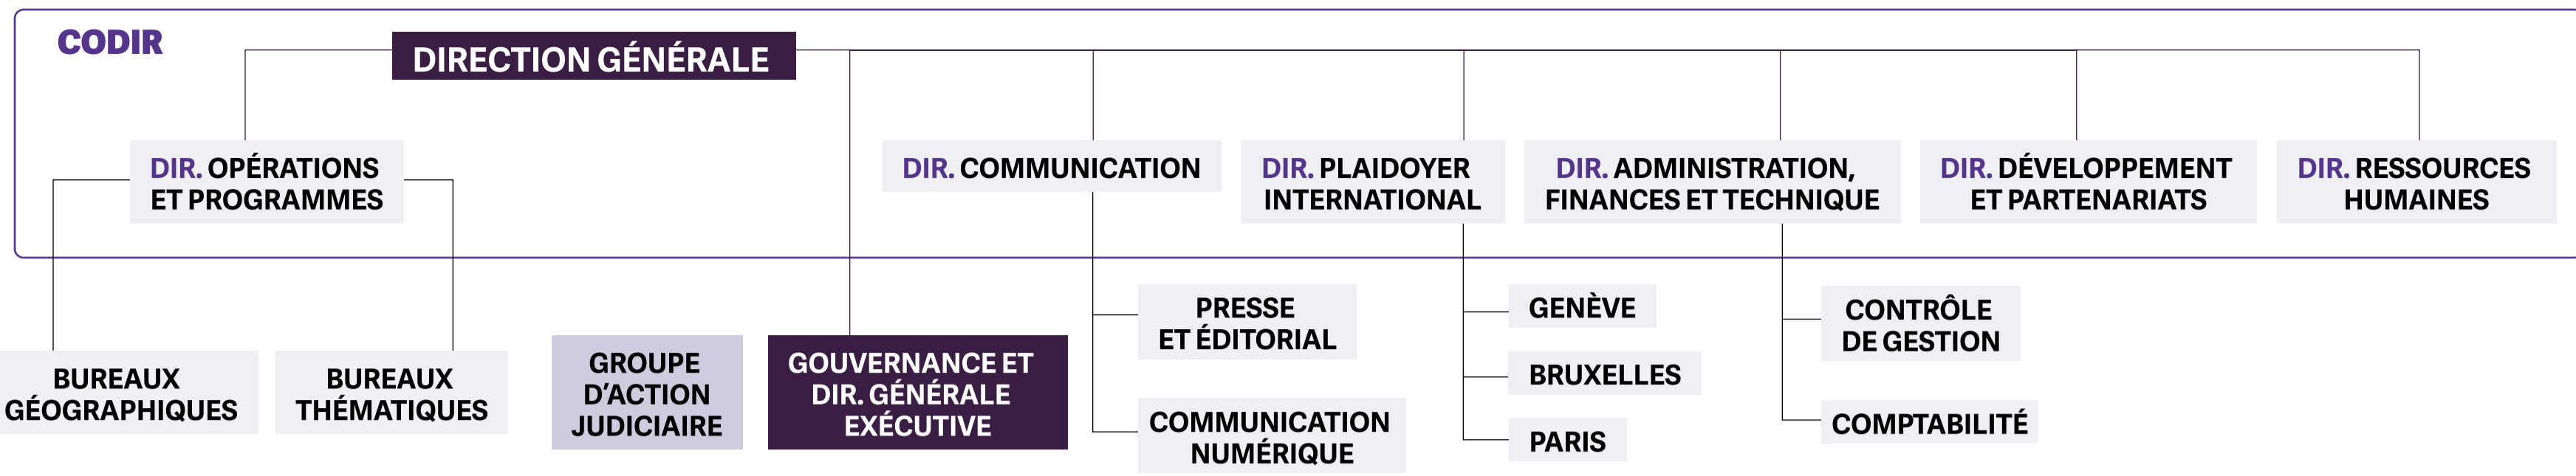 CODIR
DIRECTION GÉNÉRALE
DIR. OPÉRATIONS
ET PROGRAMMES
DIR. COMMUNICATION
DIR. PLAIDOYER
INTERNATIONAL
DIR. ADMINISTRATION,
FINANCES ET TECHNIQUE
DIR. DÉVELOPPEMENT
ET PARTENARIATS
DIR. RESSOURCES
HUMAINES
BUREAUX
GÉOGRAPHIQUES
BUREAUX
THÉMATIQUES
GROUPE
D’ACTION
JUDICIAIRE
GOUVERNANCE ET
DIR. GÉNÉRALE
EXÉCUTIVE
PRESSE
ET ÉDITORIAL
COMMUNICATION
NUMÉRIQUE
GENÈVE
BRUXELLES
PARIS
CONTRÔLE
DE GESTION
COMPTABILITÉ